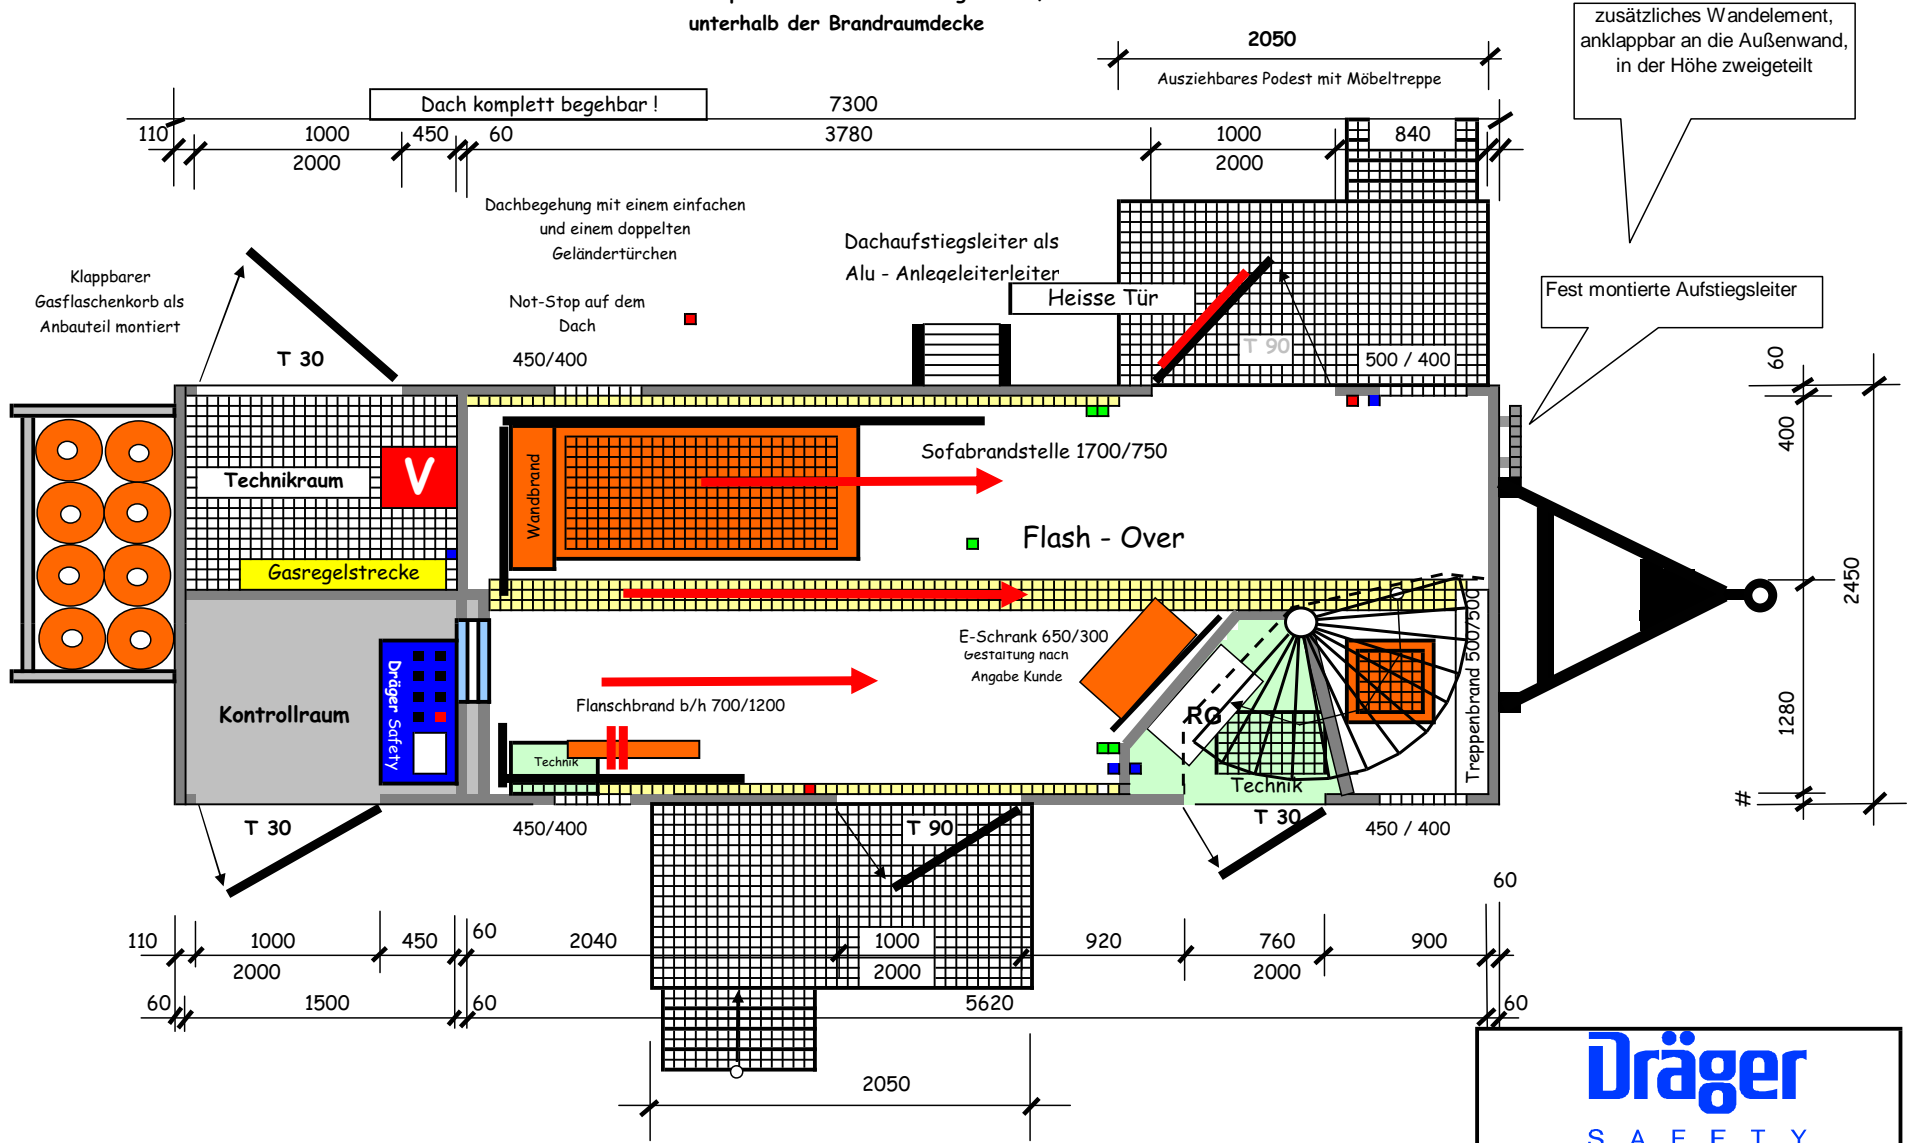 unterhalb der Brandraumdecke
zusätzliches Wandelement,
anklappbar an die Außenwand,
in der Höhe zweigeteilt
2050
Ausziehbares Podest mit Möbeltreppe
Dach komplett begehbar !
7300
110
1000
450
60
3780
1000
840
2000
2000
Dachbegehung mit einem einfachen
und einem doppelten
Geländertürchen
Dachaufstiegsleiter als
Alu - Anlegeleiterleiter
Klappbarer
Gasflaschenkorb als
Anbauteil montiert
Not-Stop auf dem
Dach
Heisse Tür
Fest montierte Aufstiegsleiter
T 30
450/400
T 90
500 / 400
60
400
2450
1280
#
Technikraum
V
Wandbrand
Sofabrandstelle 1700/750
Flash - Over
Gasregelstrecke
E-Schrank 650/300
Gestaltung nach
Angabe Kunde
Treppenbrand 500/500
Kontrollraum
Dräger Safety
Flanschbrand b/h 700/1200
RG
Technik
Technik
T 30
450/400
T 90
T 30
450 / 400
60
110
1000
450
60
2040
1000
920
760
900
2000
2000
2000
60
1500
60
5620
60
2050
Dräger
SAFETY